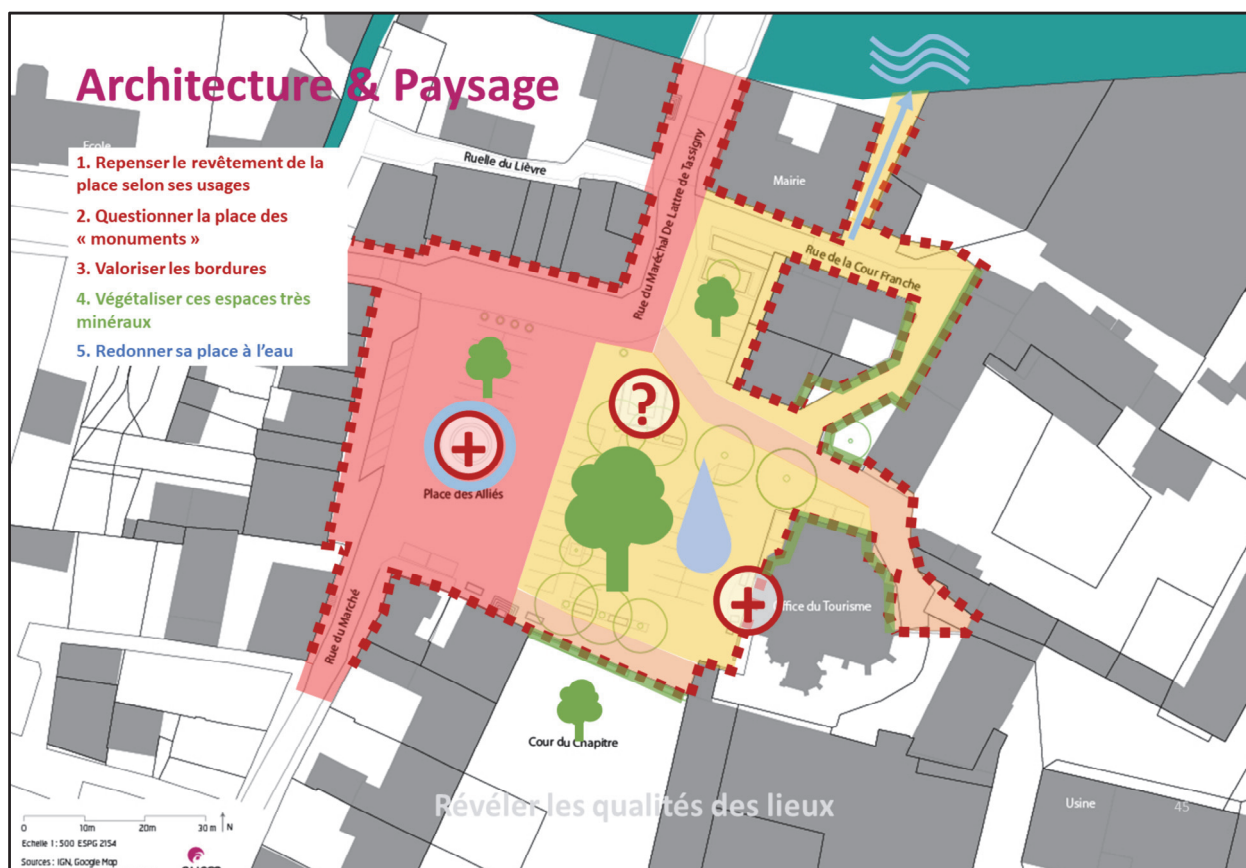 Architecture & Paysage
Ecole
1. Repenser le revêtement de la
place selon ses usages
2. Questionner la place des
« monuments »
3. Valoriser les bordures
4. Végétaliser ces espaces très
minéraux
5. Redonner sa place à l'eau
Ruelle du Lièvre
Rue du Maréchal De Lattre de Tassigny
Mairie
Rue de la Cour Franche
?
+
Place des Alliés
+
Office du Tourisme
Rue du Marché
Cour du Chapitre
Révéler les qualités des lieux
Usine
45
0 10m 20m 30 m N
Echelle 1 : 500 ESPG 2154
Sources : IGN, Google Map